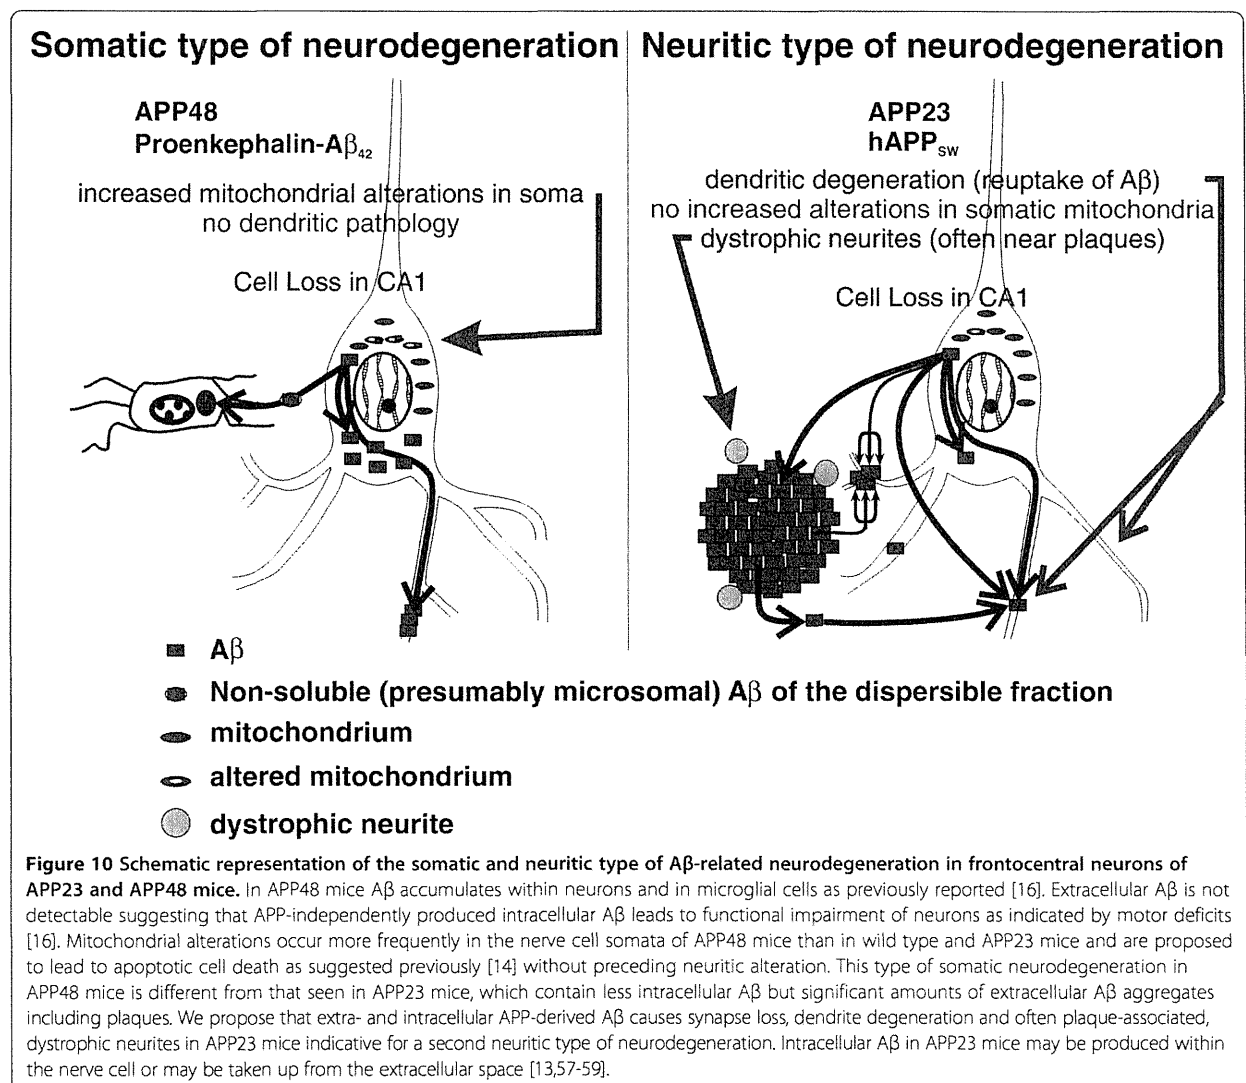 Somatic type of neurodegeneration
APP48
Proenkephalin-Aβ42
increased mitochondrial alterations in soma
no dendritic pathology
Cell Loss in CA1
Neuritic type of neurodegeneration
APP23
hAPPSW
dendritic degeneration (reuptake of Aβ)
no increased alterations in somatic mitochondria
dystrophic neurites (often near plaques)
Cell Loss in CA1
Aβ
Non-soluble (presumably microsomal) Aβ of the dispersible fraction
mitochondrium
altered mitochondrium
dystrophic neurite
Figure 10 Schematic representation of the somatic and neuritic type of Aβ-related neurodegeneration in frontocentral neurons of
APP23 and APP48 mice. In APP48 mice Aβ accumulates within neurons and in microglial cells as previously reported [16]. Extracellular Aβ is not
detectable suggesting that APP-independently produced intracellular Aβ leads to functional impairment of neurons as indicated by motor deficits
[16]. Mitochondrial alterations occur more frequently in the nerve cell somata of APP48 mice than in wild type and APP23 mice and are proposed
to lead to apoptotic cell death as suggested previously [14] without preceding neuritic alteration. This type of somatic neurodegeneration in
APP48 mice is different from that seen in APP23 mice, which contain less intracellular Aβ but significant amounts of extracellular Aβ aggregates
including plaques. We propose that extra- and intracellular APP-derived Aβ causes synapse loss, dendrite degeneration and often plaque-associated,
dystrophic neurites in APP23 mice indicative for a second neuritic type of neurodegeneration. Intracellular Aβ in APP23 mice may be produced within
the nerve cell or may be taken up from the extracellular space [13,57-59].